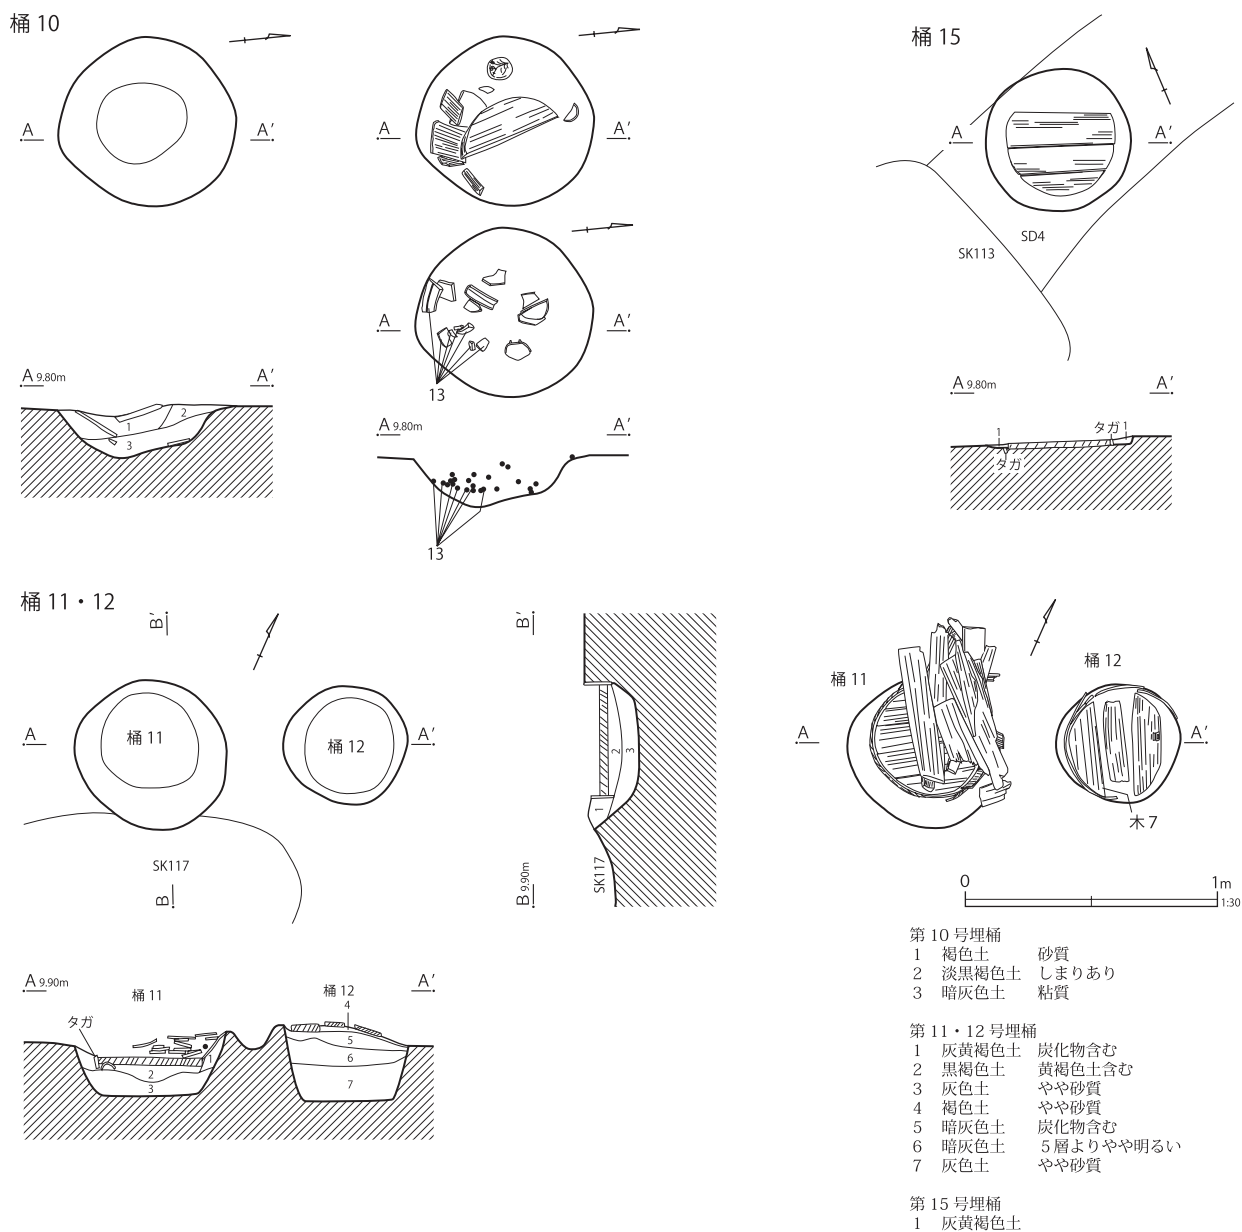 桶 10
A
A′
A
A′
A
A′
13
A 9.80m
A′
1
2
3
A 9.80m
A′
13
桶 15
A
A′
SD4
SK113
A 9.80m
A′
1
タガ 1
タガ
桶 11・12
B′
桶 11
桶 12
A
A′
SK117
B
B′
2
3
1
SK117
B 9.90m
桶 11
桶 12
A
A′
木 7
0
1m
1:30
A 9.90m
A′
桶 11
桶 12
タガ
1
2
3
4
5
6
7
第 10 号埋桶
1 褐色土 砂質
2 淡黒褐色土 しまりあり
3 暗灰色土 粘質
第 11・12 号埋桶
1 灰黄褐色土 炭化物含む
2 黒褐色土 黄褐色土含む
3 灰色土 やや砂質
4 褐色土 やや砂質
5 暗灰色土 炭化物含む
6 暗灰色土 5層よりやや明るい
7 灰色土 やや砂質
第 15 号埋桶
1 灰黄褐色土